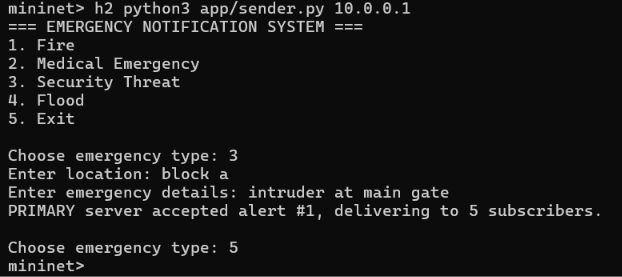 mininet> h2 python3 app/sender.py 10.0.0.1
=== EMERGENCY NOTIFICATION SYSTEM ===
1. Fire
2. Medical Emergency
3. Security Threat
4. Flood
5. Exit
Choose emergency type: 3
Enter location: block a
Enter emergency details: intruder at main gate
PRIMARY server accepted alert #1, delivering to 5 subscribers.
Choose emergency type: 5
mininet>